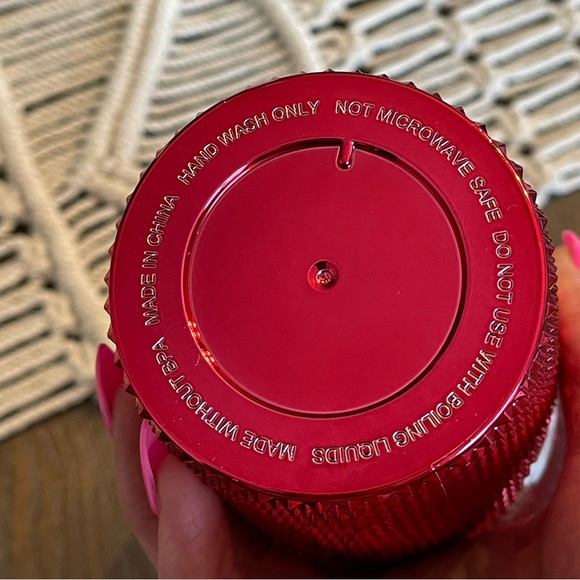 HAND WASH ONLY
NOT MICROWAVE SAFE
DO NOT USE WITH BOILING LIQUIDS
MADE WITHOUT BPA
MADE IN CHINA